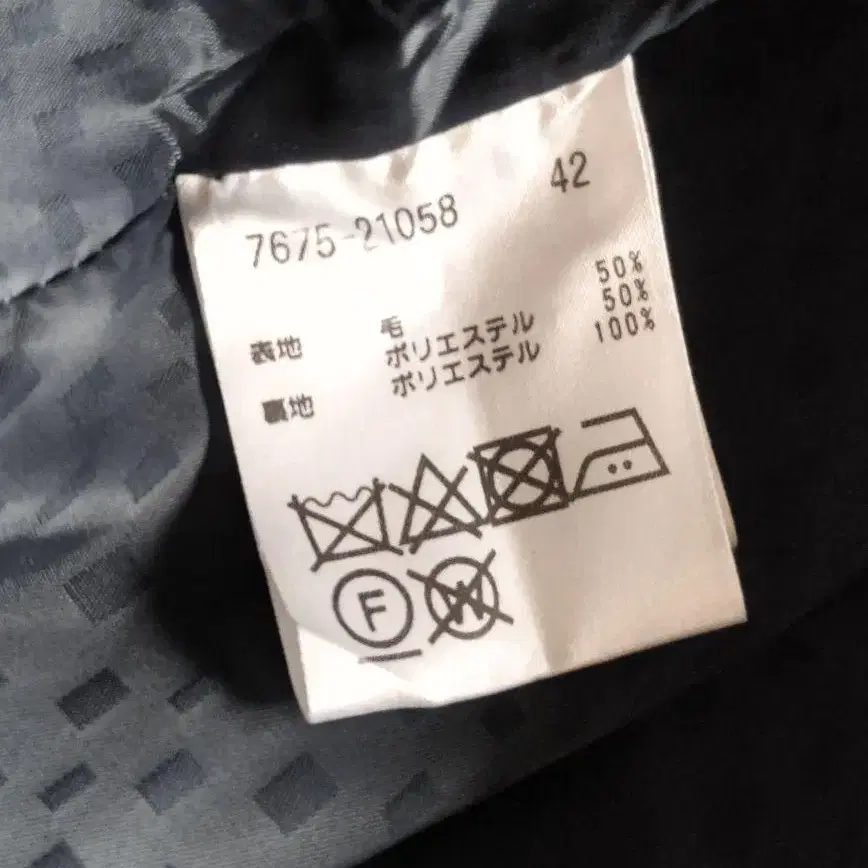 7675-21058 42
表地 毛 50%
ポリエステル 50%
裏地 ポリエステル 100%
F W